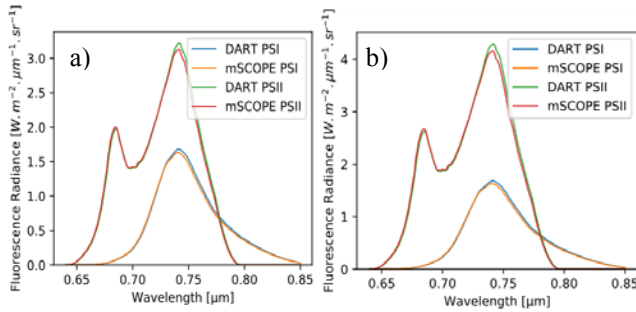 a)
DART PSI
mSCOPE PSI
DART PSII
mSCOPE PSII
Fluorescence Radiance [W. m⁻². μm⁻¹. sr⁻¹]
3.0
2.5
2.0
1.5
1.0
0.5
0.0
0.65 0.70 0.75 0.80 0.85
Wavelength [μm]
b)
DART PSI
mSCOPE PSI
DART PSII
mSCOPE PSII
Fluorescence Radiance [W. m⁻². μm⁻¹. sr⁻¹]
4
3
2
1
0
0.65 0.70 0.75 0.80 0.85
Wavelength [μm]